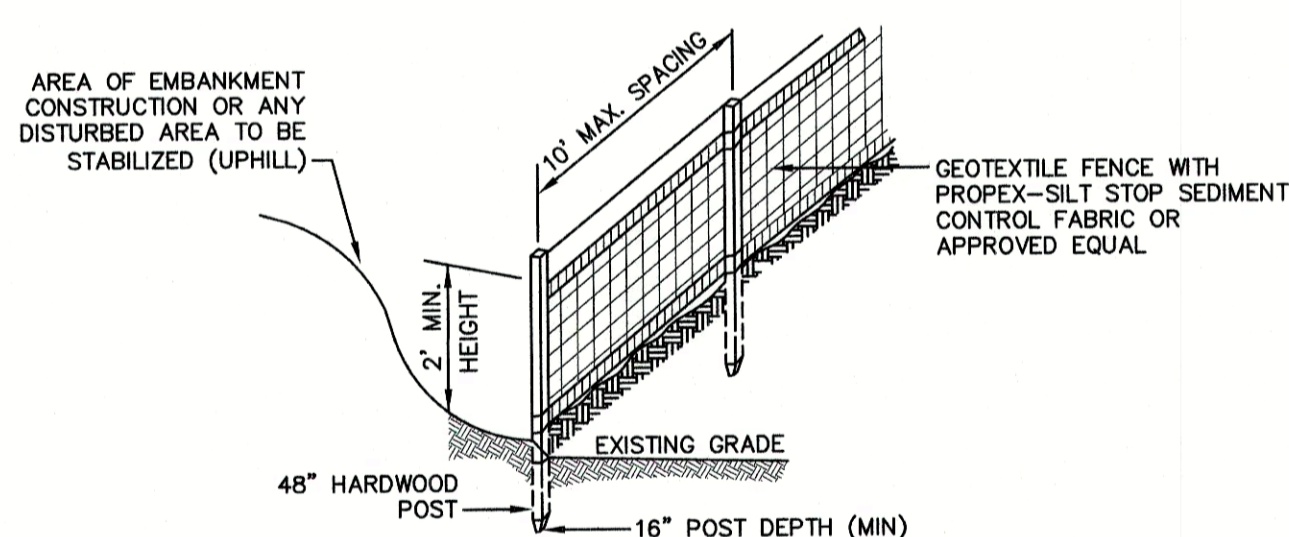 AREA OF EMBANKMENT
CONSTRUCTION OR ANY
DISTURBED AREA TO BE
STABILIZED (UPHILL)
10' MAX. SPACING
GEOTEXTILE FENCE WITH
PROPEX-SILT STOP SEDIMENT
CONTROL FABRIC OR
APPROVED EQUAL
2' MIN.
HEIGHT
EXISTING GRADE
48" HARDWOOD
POST
16" POST DEPTH (MIN)